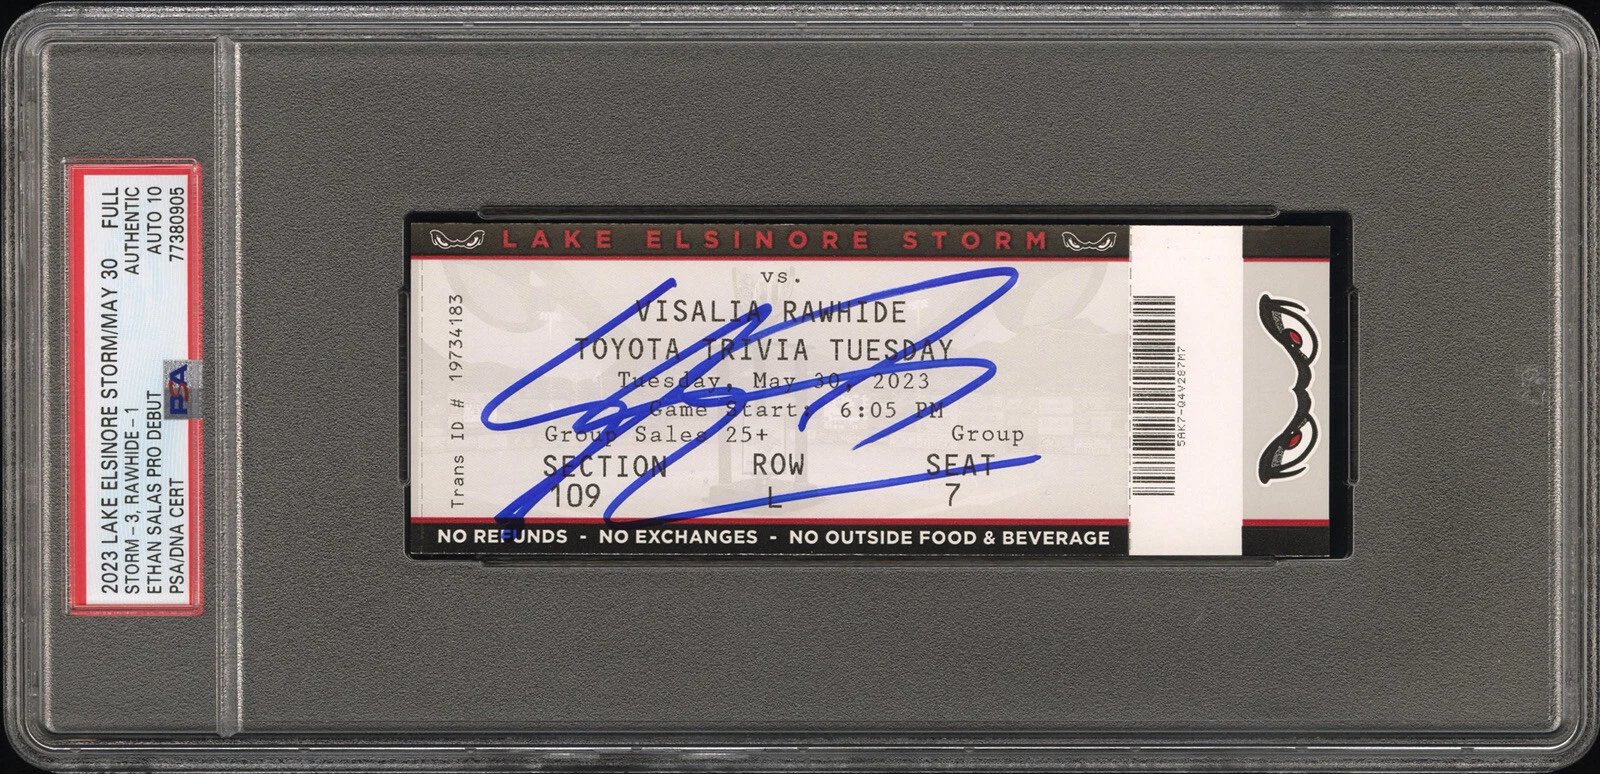 2023 LAKE ELSINORE STORM/MAY 30 FULL
STORM - 3, RAWHIDE - 1 AUTHENTIC
ETHAN SALAS PRO DEBUT AUTO 10
PSA/DNA CERT 77380905
PSA
LAKE ELSINORE STORM
vs.
VISALIA RAWHIDE
TOYOTA TRIVIA TUESDAY
Tuesday, May 30, 2023
Game Start: 6:05 PM
Group Sales 25+ Group
SECTION ROW SEAT
109 L 7
NO REFUNDS - NO EXCHANGES - NO OUTSIDE FOOD & BEVERAGE
Trans ID # 19734183
5AK7-Q4V287M7